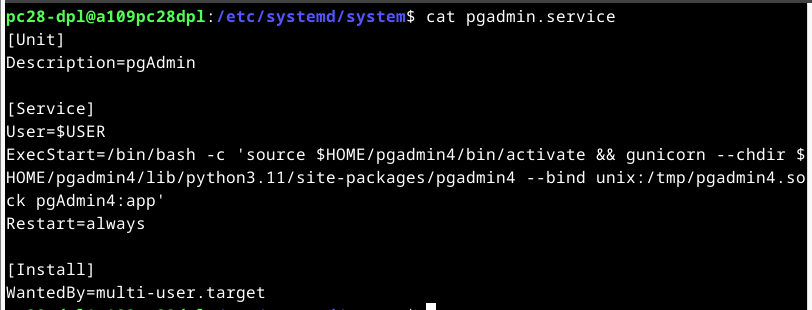 pc28-dpl@a109pc28dpl:/etc/systemd/system$ cat pgadmin.service
[Unit]
Description=pgAdmin

[Service]
User=$USER
ExecStart=/bin/bash -c 'source $HOME/pgadmin4/bin/activate && gunicorn --chdir $
HOME/pgadmin4/lib/python3.11/site-packages/pgadmin4 --bind unix:/tmp/pgadmin4.so
ck pgAdmin4:app'
Restart=always

[Install]
WantedBy=multi-user.target